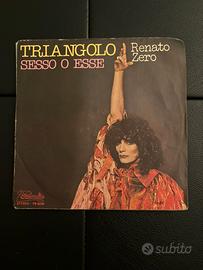 TRIANGOLO
Renato
Zero
SESSO O ESSE
subito